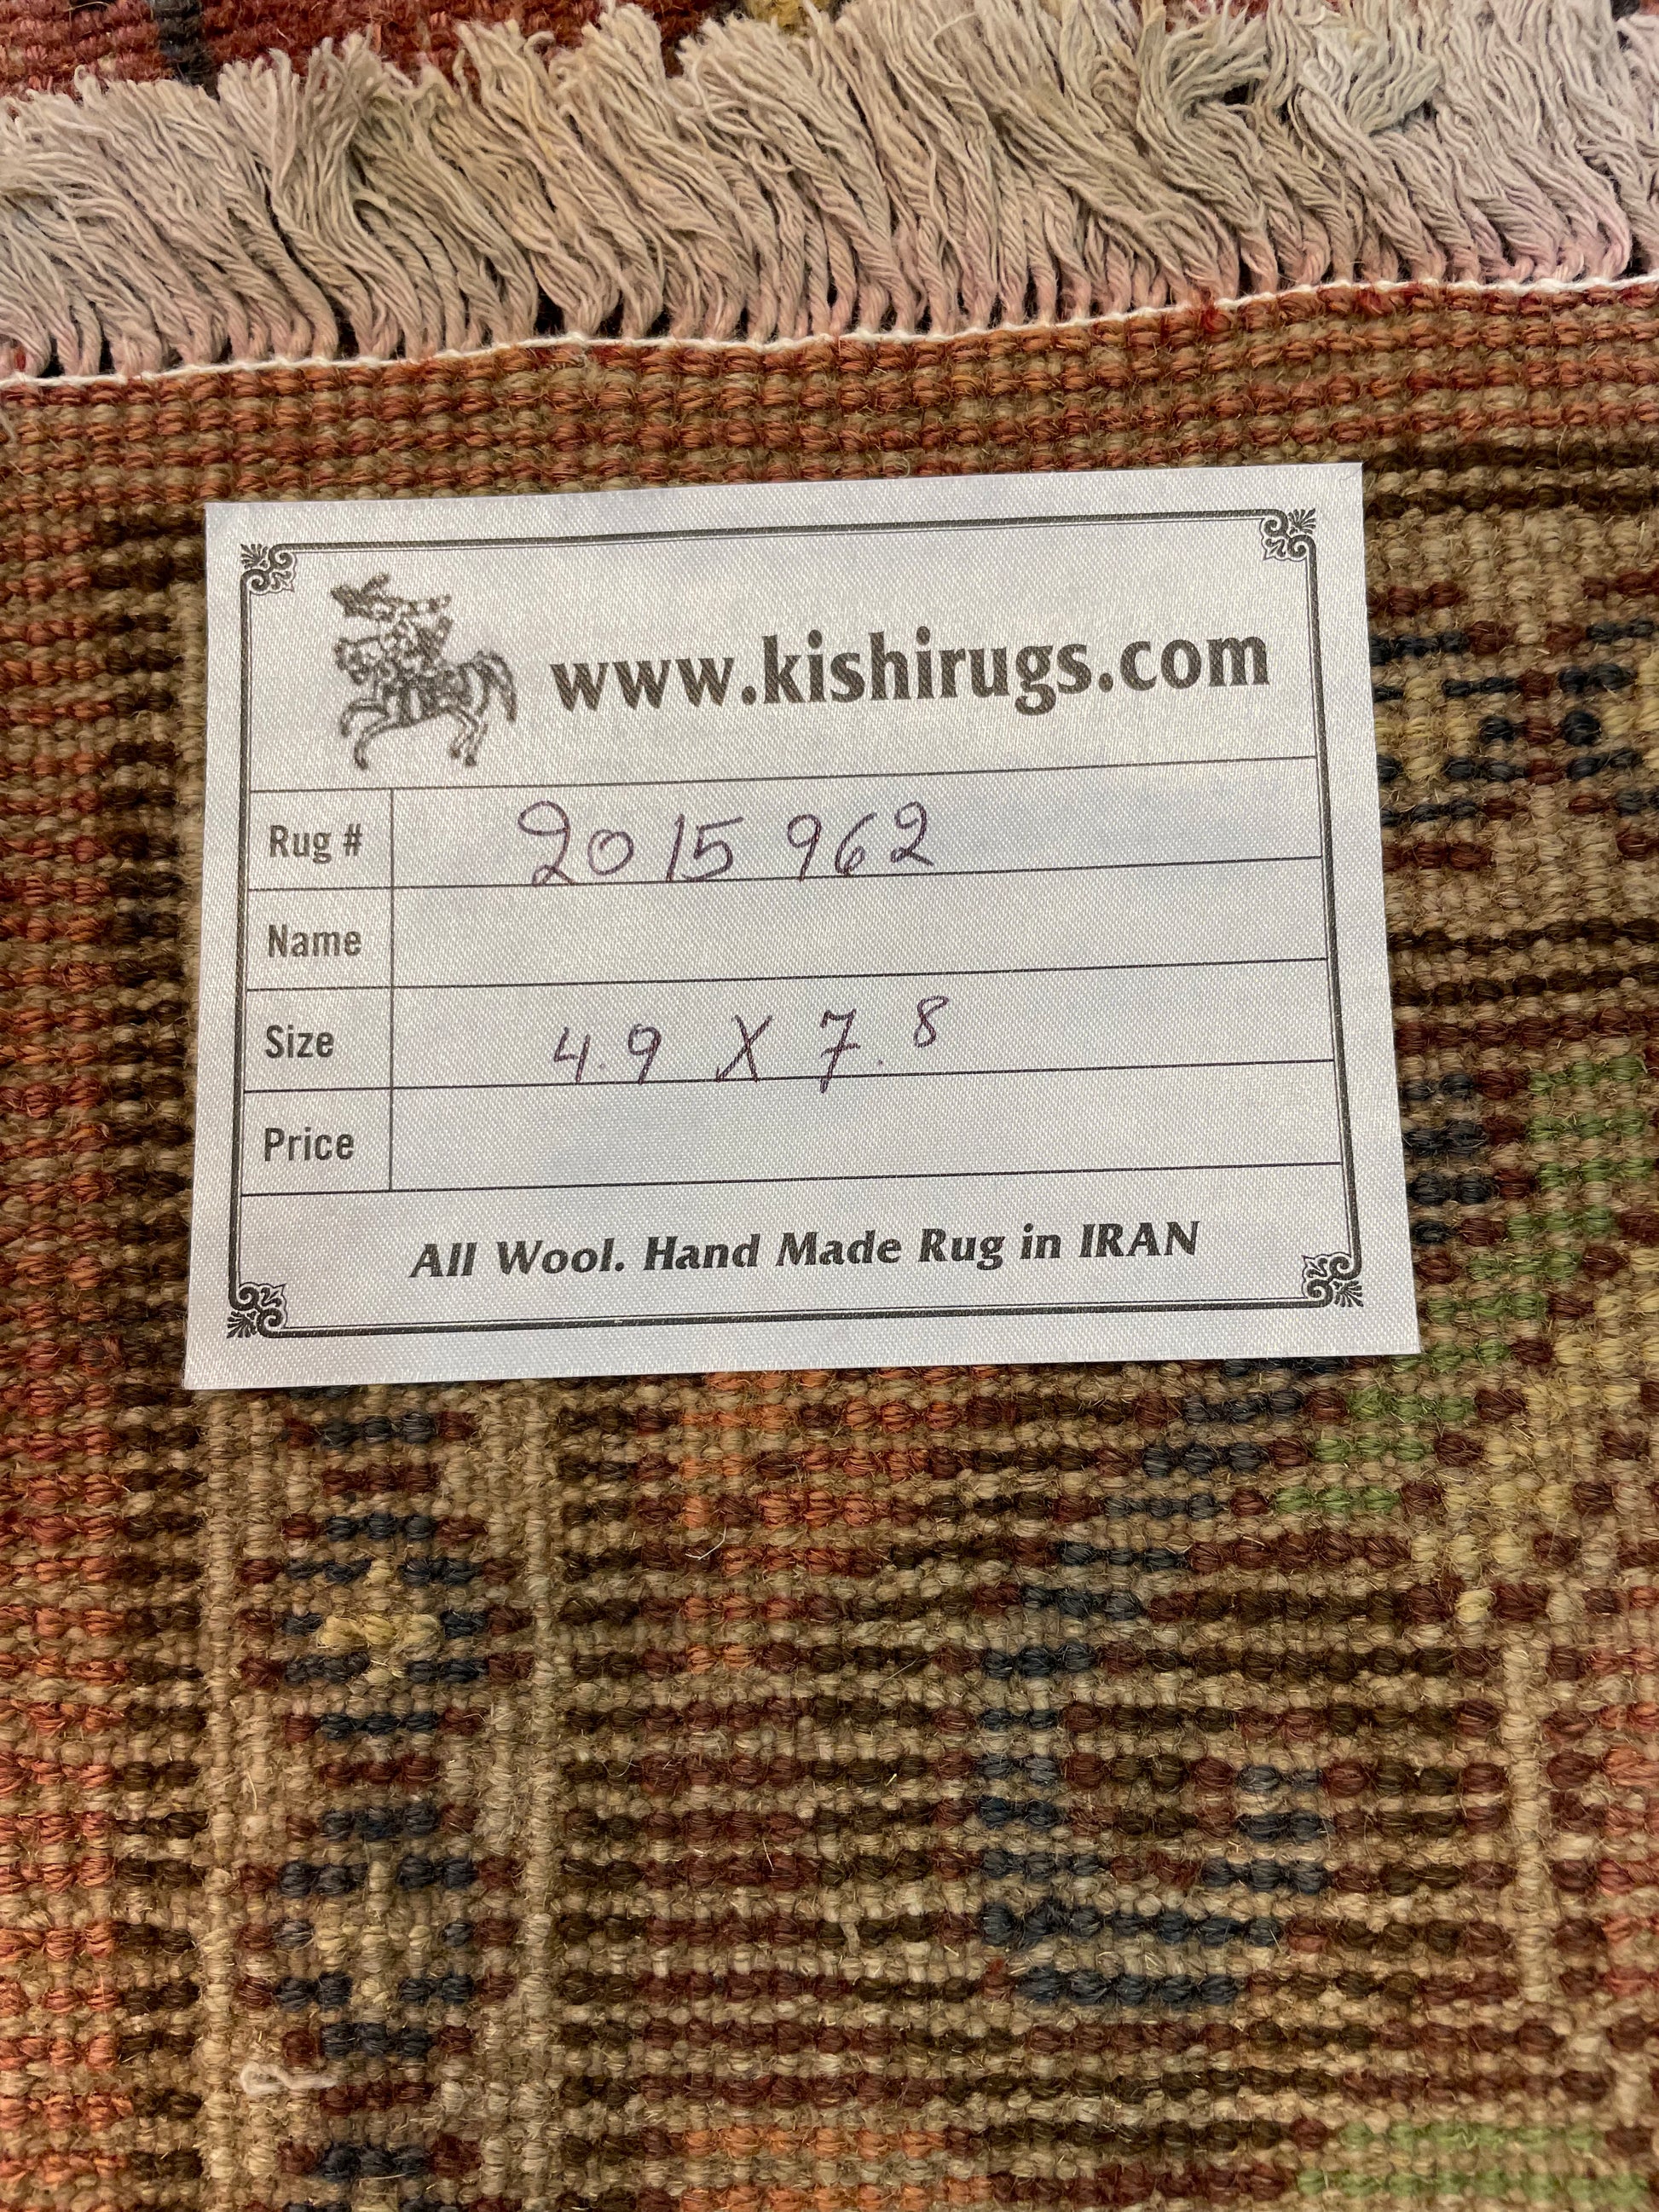 www.kishirugs.com
Rug # 2015962
Name
Size 4.9 X 7.8
Price
All Wool. Hand Made Rug in IRAN